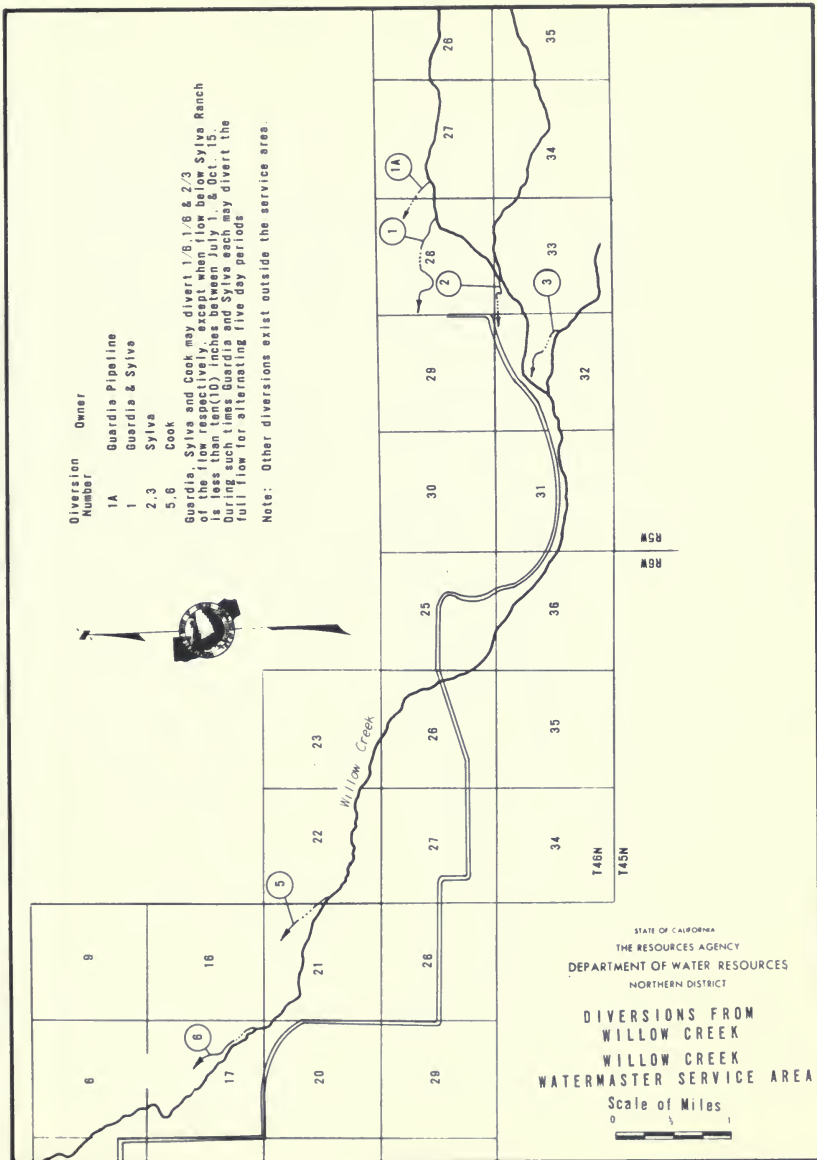 Diversion Number Owner
1A Guardia Pipeline
1 Guardia & Sylva
2,3 Sylva
5,6 Cook
Guardia, Sylva and Cook may divert 1/6,1/6 & 2/3
of the flow respectively, except when flow below Sylva Ranch
is less than ten(10) inches between July 1, & Oct. 15.
During such times Guardia and Sylva each may divert the
full flow for alternating five day periods
Note: Other diversions exist outside the service area.
26
35
27
34
1A
1
28
2
33
3
29
32
30
31
R5W
R6W
25
36
23
26
35
Willow Creek
22
27
34
T46N
T45N
5
9
16
21
28
6
6
17
20
29
STATE OF CALIFORNIA
THE RESOURCES AGENCY
DEPARTMENT OF WATER RESOURCES
NORTHERN DISTRICT
DIVERSIONS FROM
WILLOW CREEK
WILLOW CREEK
WATERMASTER SERVICE AREA
Scale of Miles
0 ½ 1